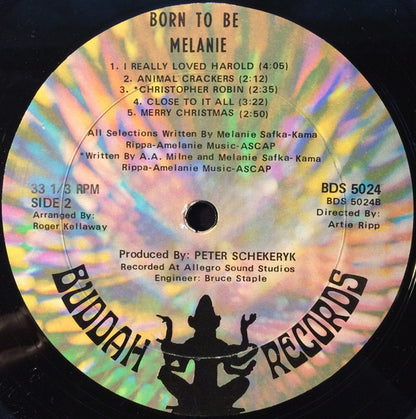 BORN TO BE
MELANIE
1. I REALLY LOVED HAROLD (4:05)
2. ANIMAL CRACKERS (2:12)
3. *CHRISTOPHER ROBIN (2:35)
4. CLOSE TO IT ALL (3:22)
5. MERRY CHRISTMAS (2:50)
All Selections Written By Melanie Safka-Kama
Rippa-Amelanie Music-ASCAP
*Written By A.A. Milne and Melanie Safka-Kama
Rippa-Amelanie Music-ASCAP
33 1/3 RPM
SIDE 2
Arranged By:
Roger Kellaway
BDS 5024
BDS 5024B
Directed By:
Artie Ripp
Produced By: PETER SCHEKERYK
Recorded At Allegro Sound Studios
Engineer: Bruce Staple
BUDDAH RECORDS